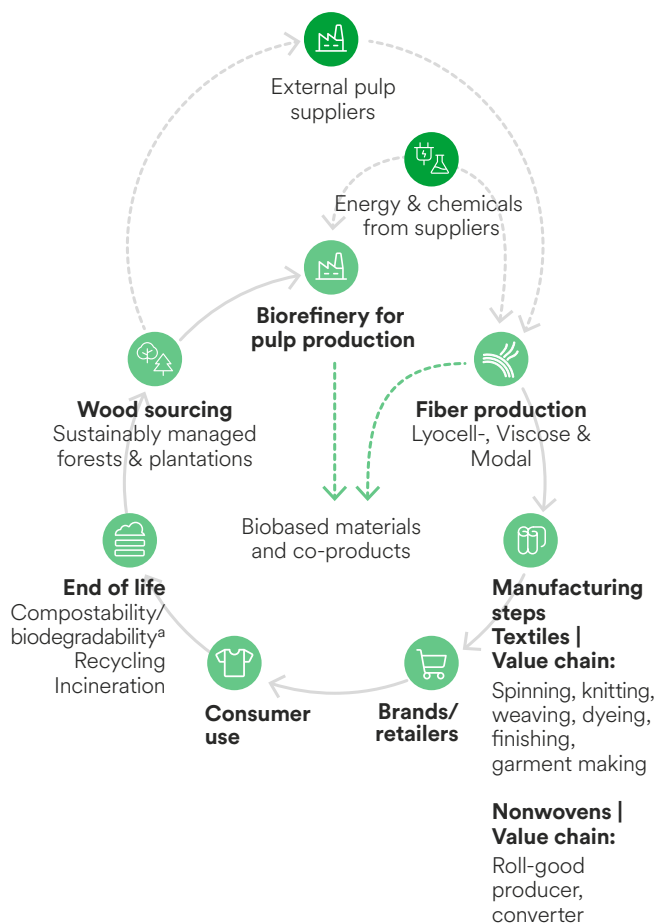 External pulp
suppliers
Energy & chemicals
from suppliers
Biorefinery for
pulp production
Wood sourcing
Sustainably managed
forests & plantations
Fiber production
Lyocell-, Viscose &
Modal
Biobased materials
and co-products
End of life
Compostability/
biodegradabilityᵃ
Recycling
Incineration
Manufacturing
steps
Textiles |
Value chain:
Spinning, knitting,
weaving, dyeing,
finishing,
garment making
Consumer
use
Brands/
retailers
Nonwovens |
Value chain:
Roll-good
producer,
converter